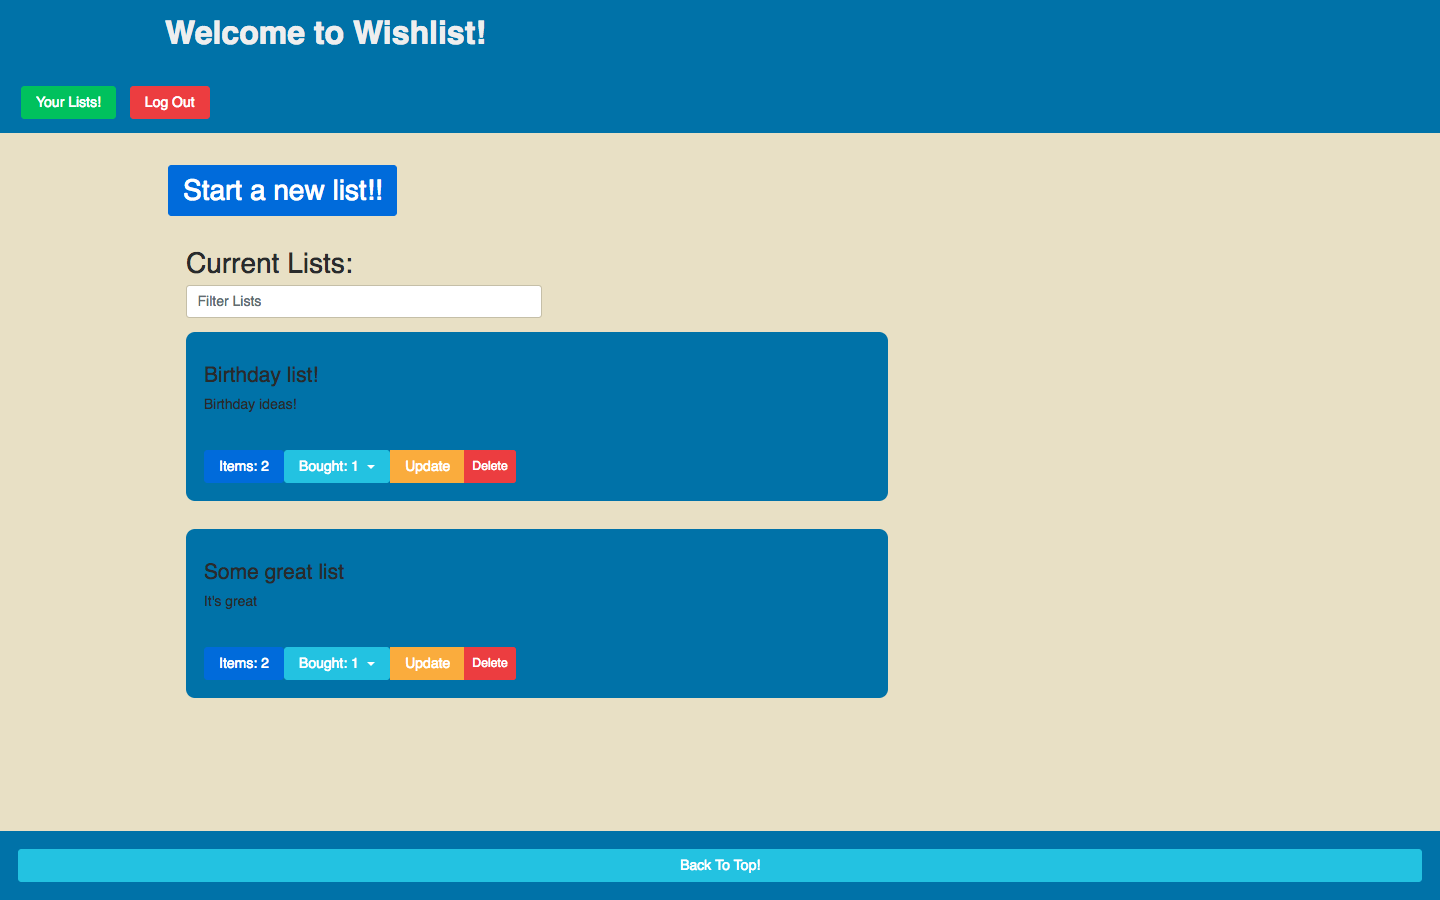 Welcome to Wishlist!
Your Lists! Log Out
Start a new list!!
Current Lists:
Filter Lists
Birthday list!
Birthday ideas!
Items: 2 Bought: 1 Update Delete
Some great list
It's great
Items: 2 Bought: 1 Update Delete
Back To Top!